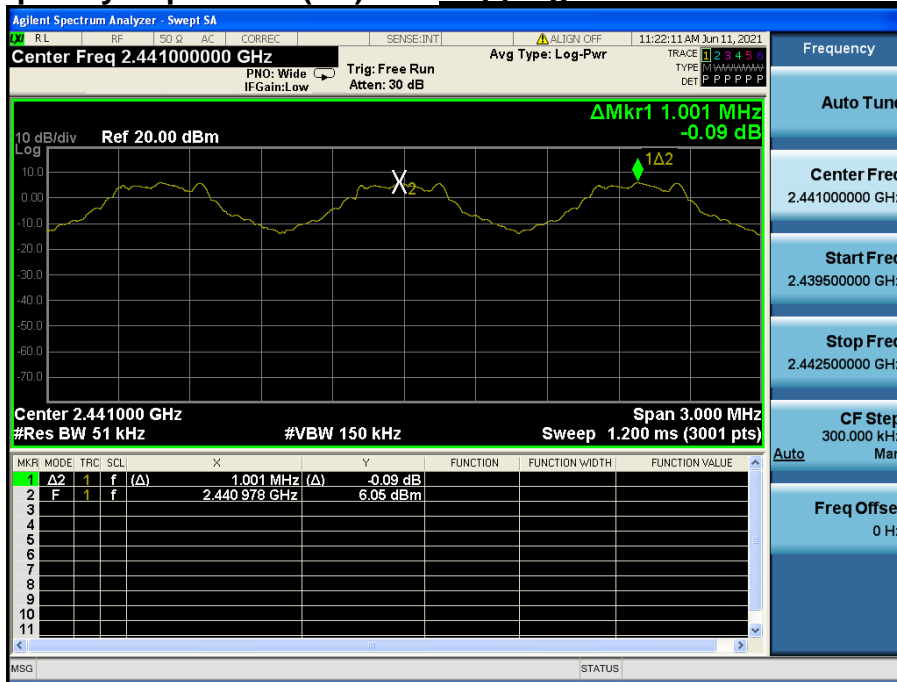 Agilent Spectrum Analyzer - Swept SA
LXI RL RF 50 Ω AC CORREC SENSE:INT ALIGN OFF 11:22:11 AM Jun 11, 2021
Center Freq 2.441000000 GHz
PNO: Wide
IFGain:Low
Trig: Free Run
Atten: 30 dB
Avg Type: Log-Pwr
TRACE 1 2 3 4 5 6
TYPE M W W W W W
DET P P P P P P
ΔMkr1 1.001 MHz
-0.09 dB
10 dB/div Ref 20.00 dBm
Log
10.0
0.00
-10.0
-20.0
-30.0
-40.0
-50.0
-60.0
-70.0
X2
1Δ2
Center 2.441000 GHz Span 3.000 MHz
#Res BW 51 kHz #VBW 150 kHz Sweep 1.200 ms (3001 pts)
MKR MODE TRC SCL X Y FUNCTION FUNCTION WIDTH FUNCTION VALUE
1 Δ2 1 f (Δ) 1.001 MHz (Δ) -0.09 dB
2 F 1 f 2.440 978 GHz 6.05 dBm
3
4
5
6
7
8
9
10
11
MSG STATUS
Frequency
Auto Tune
Center Freq
2.441000000 GHz
Start Freq
2.439500000 GHz
Stop Freq
2.442500000 GHz
CF Step
300.000 kHz
Auto Man
Freq Offset
0 Hz